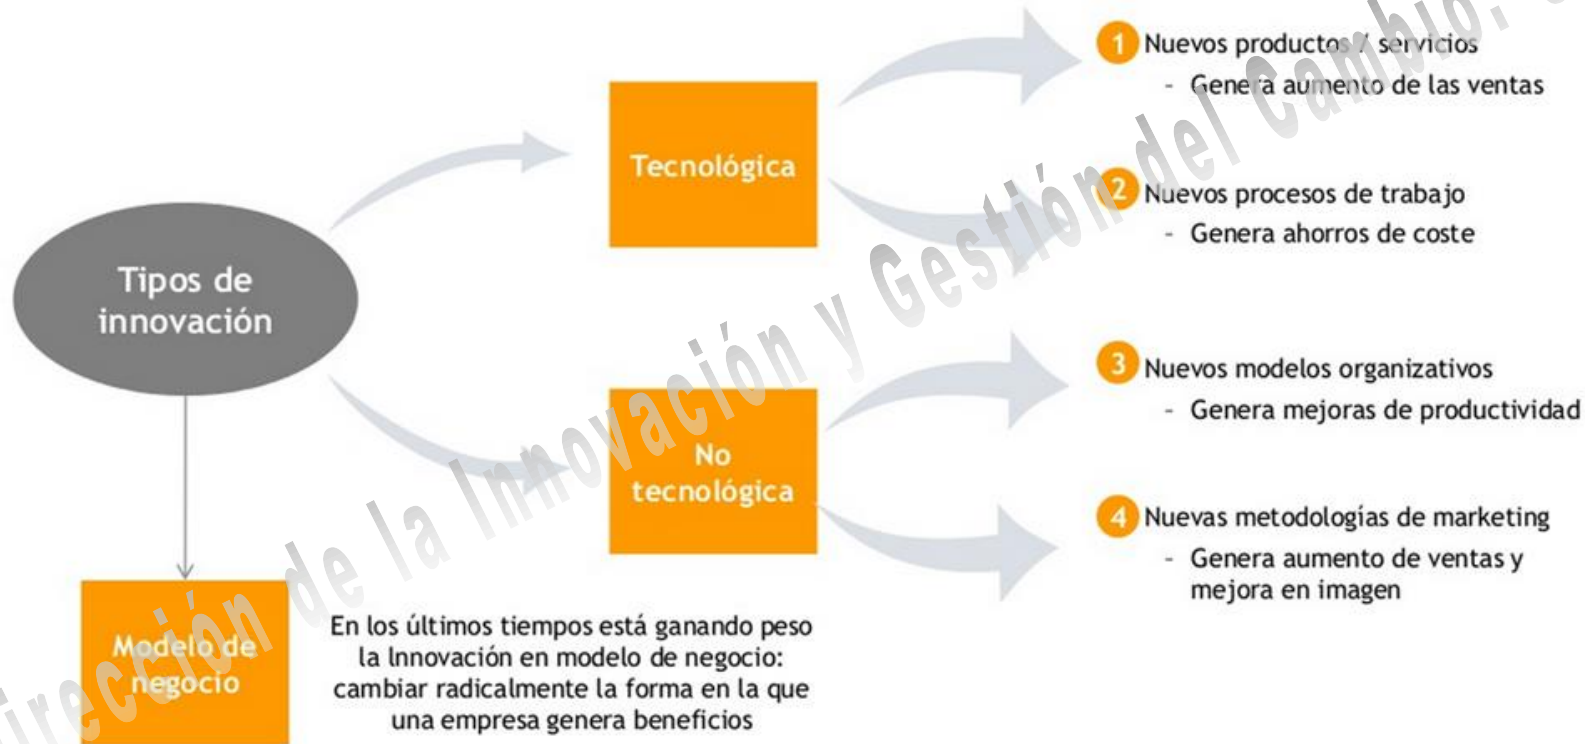 Tipos de
innovación
Tecnológica
1 Nuevos productos / servicios
- Genera aumento de las ventas
2 Nuevos procesos de trabajo
- Genera ahorros de coste
No
tecnológica
3 Nuevos modelos organizativos
- Genera mejoras de productividad
4 Nuevas metodologías de marketing
- Genera aumento de ventas y
mejora en imagen
Modelo de
negocio
En los últimos tiempos está ganando peso
la Innovación en modelo de negocio:
cambiar radicalmente la forma en la que
una empresa genera beneficios
de la Innovación y Gestión del Cambio.